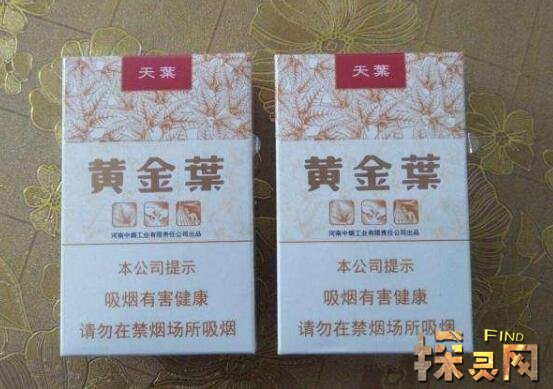 天葉
黄金葉
河南中烟工业有限责任公司出品
本公司提示
吸烟有害健康
请勿在禁烟场所吸烟
天葉
黄金葉
河南中烟工业有限责任公司出品
本公司提示
吸烟有害健康
请勿在禁烟场所吸烟
FIND
探灵网